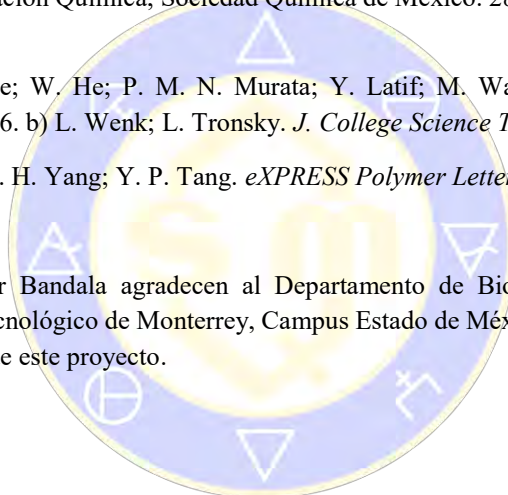 ación Química, Sociedad Química de México. 2
e; W. He; P. M. N. Murata; Y. Latif; M. Wa
6. b) L. Wenk; L. Tronsky. J. College Science T
. H. Yang; Y. P. Tang. eXPRESS Polymer Letter
r Bandala agradecen al Departamento de Bio
cnológico de Monterrey, Campus Estado de Méx
e este proyecto.